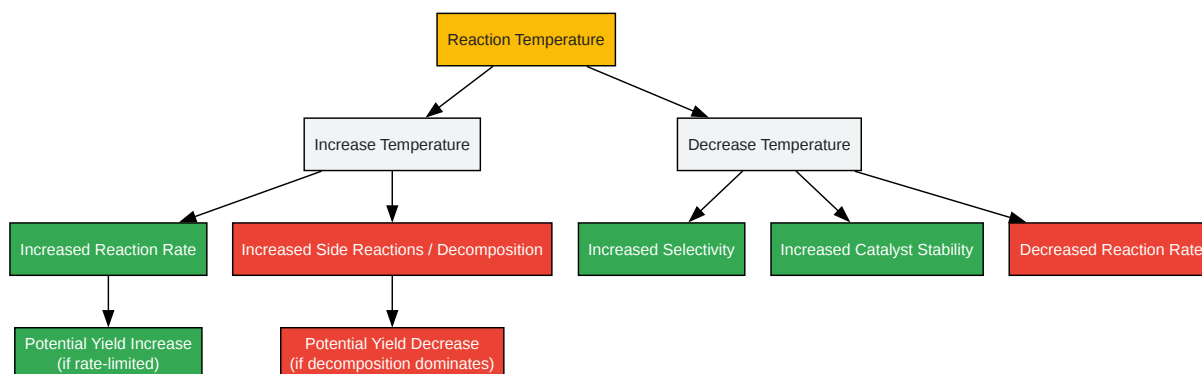 Reaction Temperature
Increase Temperature
Decrease Temperature
Increased Reaction Rate
Increased Side Reactions / Decomposition
Increased Selectivity
Increased Catalyst Stability
Decreased Reaction Rate
Potential Yield Increase
(if rate-limited)
Potential Yield Decrease
(if decomposition dominates)